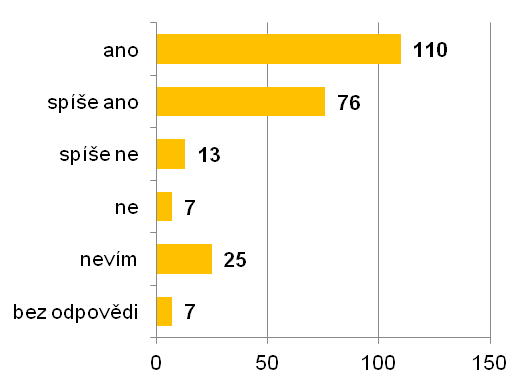 ano 110
spíše ano 76
spíše ne 13
ne 7
nevím 25
bez odpovědi 7
0 50 100 150